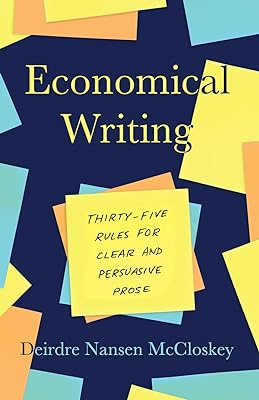 Economical
Writing
THIRTY-FIVE
RULES FOR
CLEAR AND
PERSUASIVE
PROSE
Deirdre Nansen McCloskey